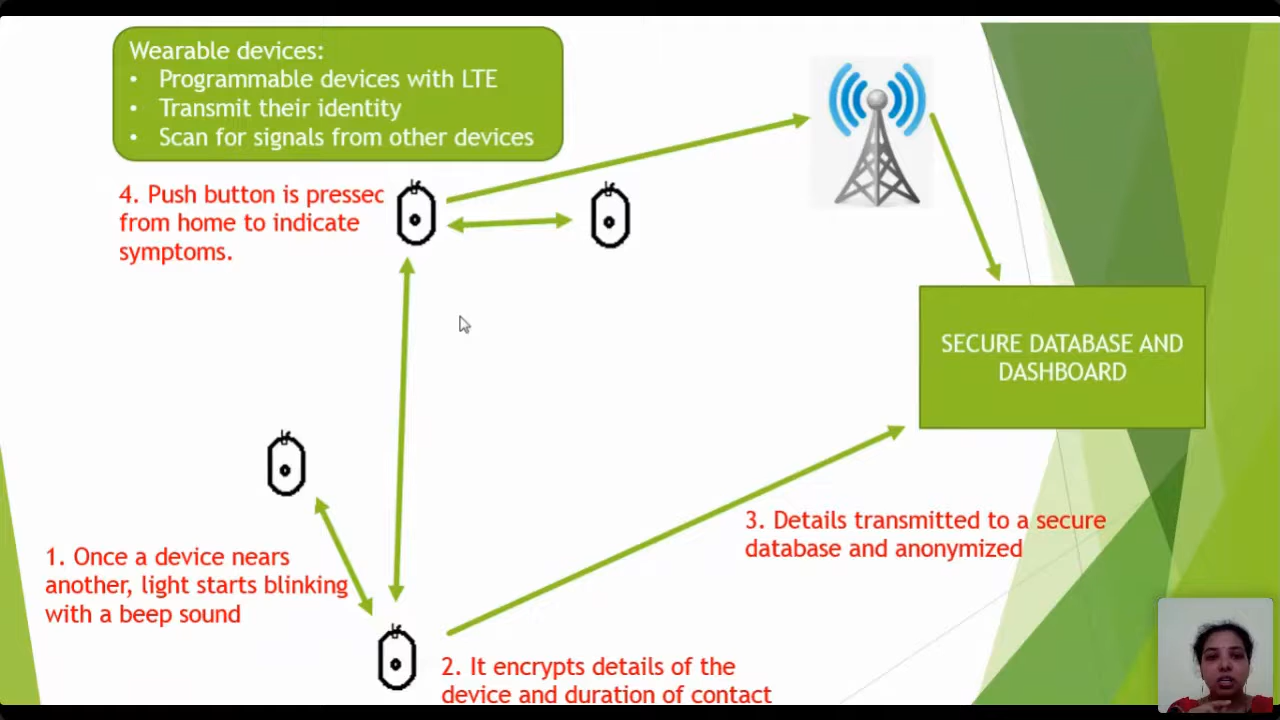 Wearable devices:
• Programmable devices with LTE
• Transmit their identity
• Scan for signals from other devices
4. Push button is pressec
from home to indicate
symptoms.
SECURE DATABASE AND
DASHBOARD
3. Details transmitted to a secure
database and anonymized
1. Once a device nears
another, light starts blinking
with a beep sound
2. It encrypts details of the
device and duration of contact